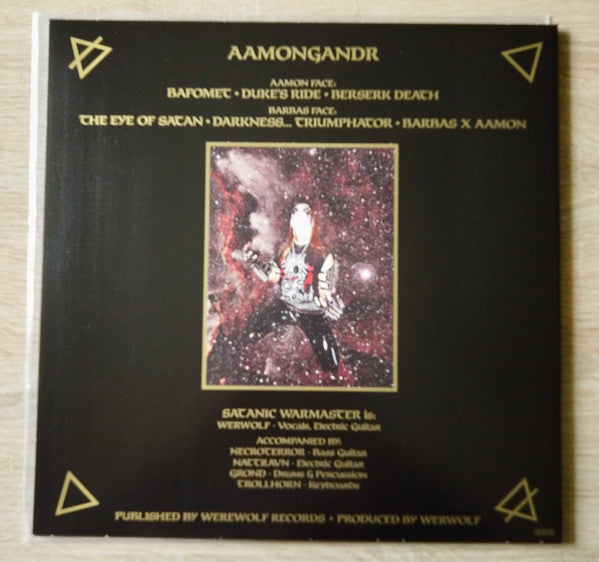 AAMONGANDR
AAMON FACE:
BAFOMET • DUKE'S RIDE • BERSERK DEATH
BARBAS FACE:
THE EYE OF SATAN • DARKNESS... TRIUMPHATOR • BARBAS X AAMON
SATANIC WARMASTER is:
WERWOLF - Vocals, Electric Guitar
ACCOMPANIED BY:
NECROTERROR - Bass Guitar
NATTRAVN - Electric Guitar
GROND - Drums & Percussion
TROLLHORN - Keyboards
PUBLISHED BY WEREWOLF RECORDS • PRODUCED BY WERWOLF